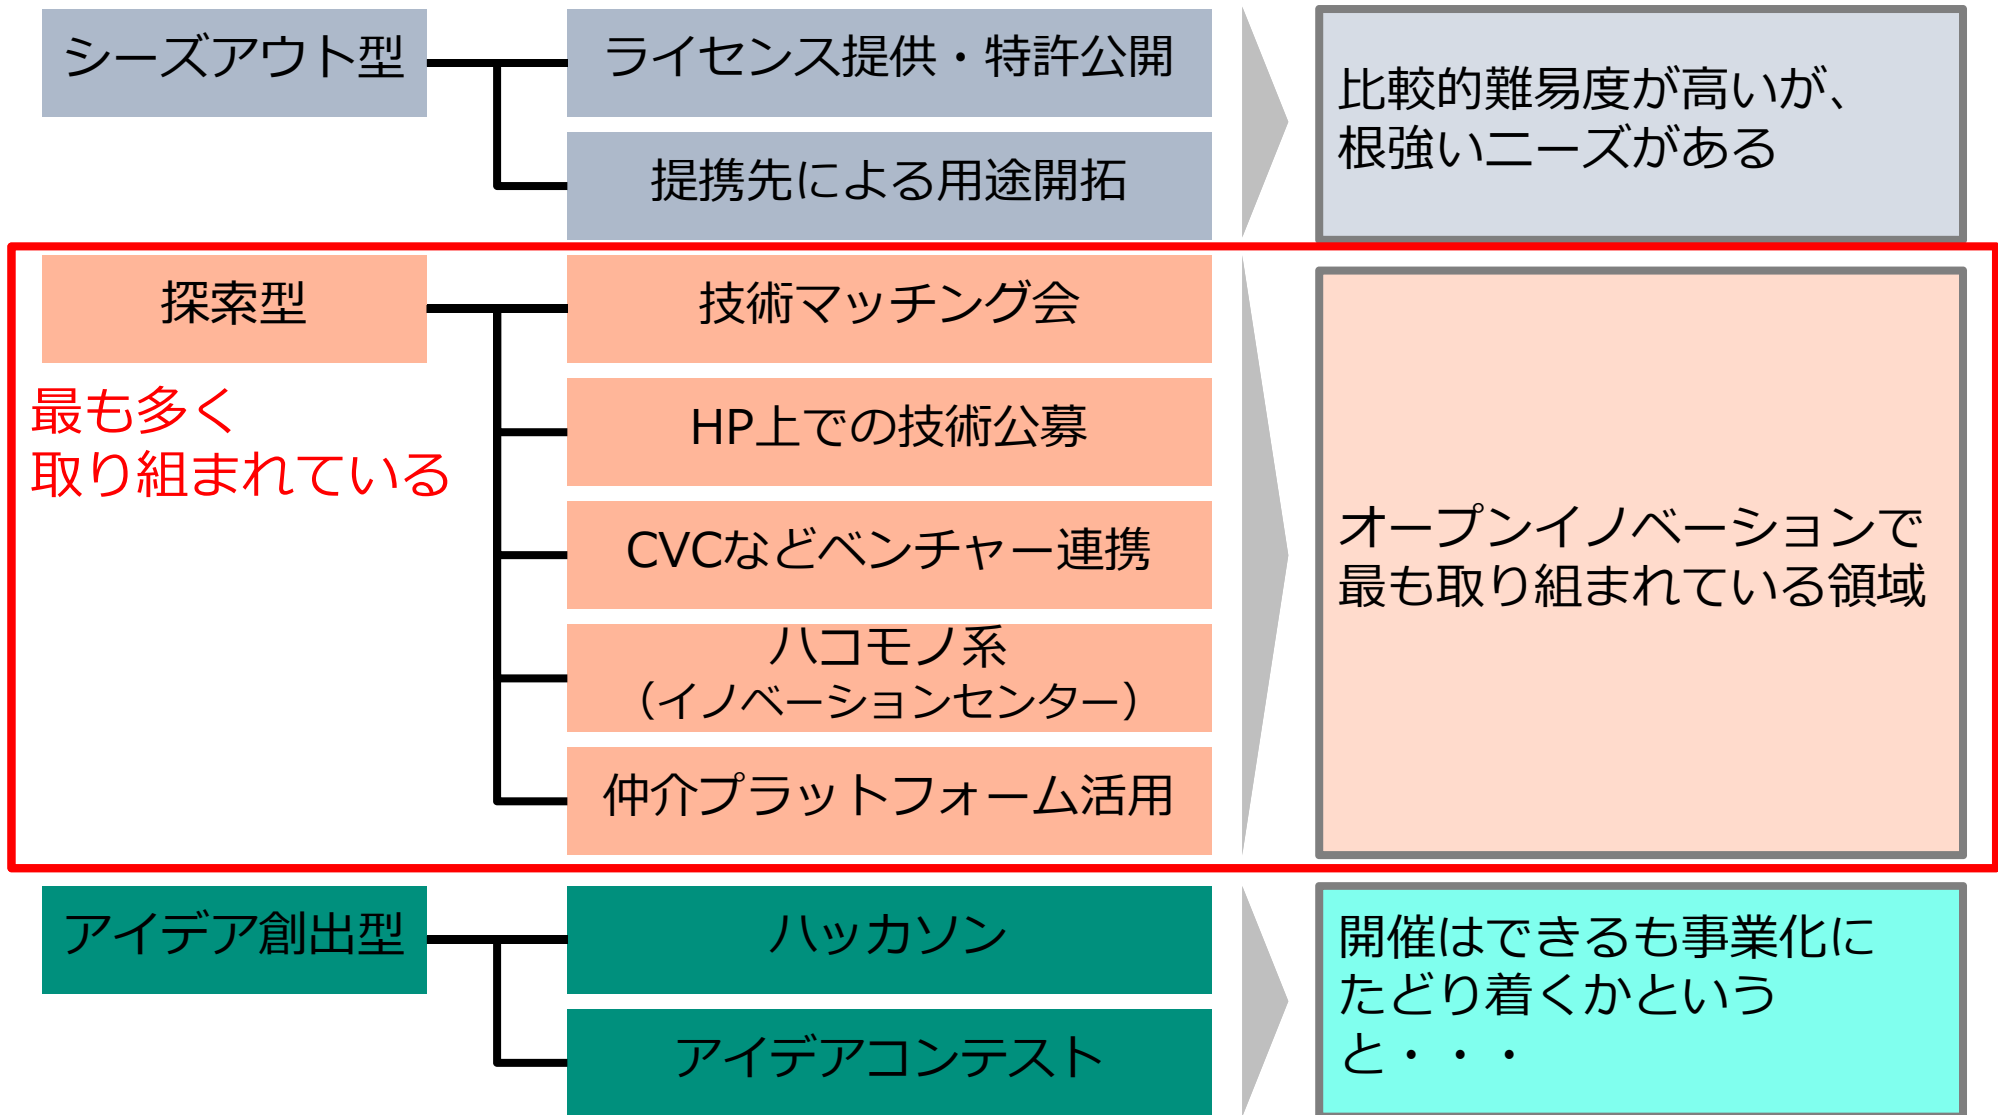 シーズアウト型
ライセンス提供・特許公開
提携先による用途開拓
比較的難易度が高いが、
根強いニーズがある
探索型
最も多く
取り組まれている
技術マッチング会
HP上での技術公募
CVCなどベンチャー連携
ハコモノ系
（イノベーションセンター）
仲介プラットフォーム活用
オープンイノベーションで
最も取り組まれている領域
アイデア創出型
ハッカソン
アイデアコンテスト
開催はできるも事業化に
たどり着くかという
と・・・